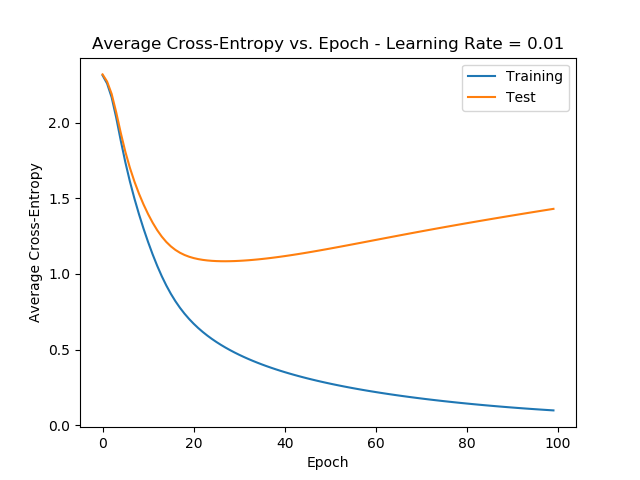 Average Cross-Entropy vs. Epoch - Learning Rate = 0.01
Training
Test
2.0
1.5
1.0
0.5
0.0
Average Cross-Entropy
0 20 40 60 80 100
Epoch